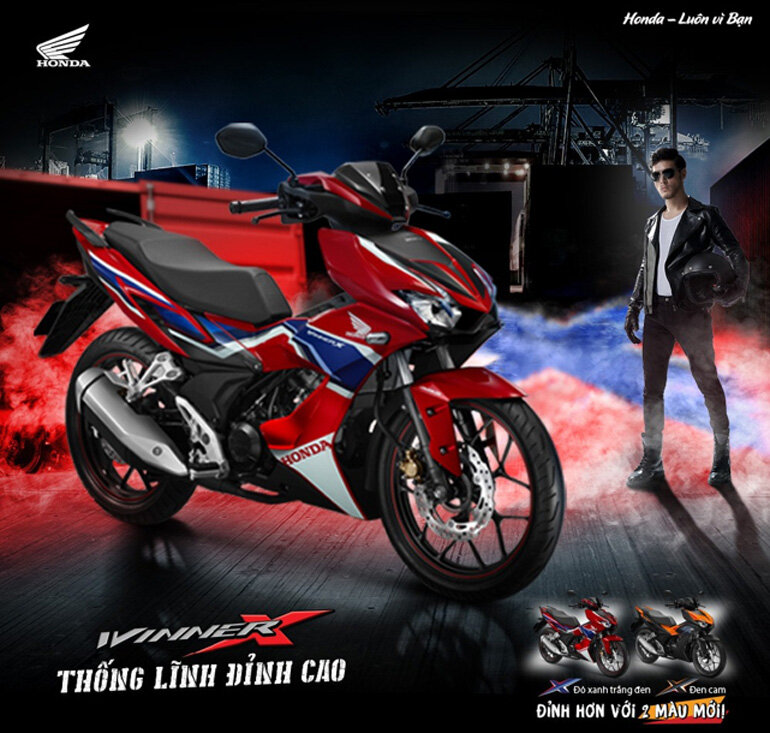 HONDA
Honda – Luôn vì Bạn
WINNER X
HONDA
WINNER X
THỐNG LĨNH ĐỈNH CAO
Đỏ xanh trắng đen
Đen cam
ĐỈNH HƠN VỚI 2 MÀU MỚI!